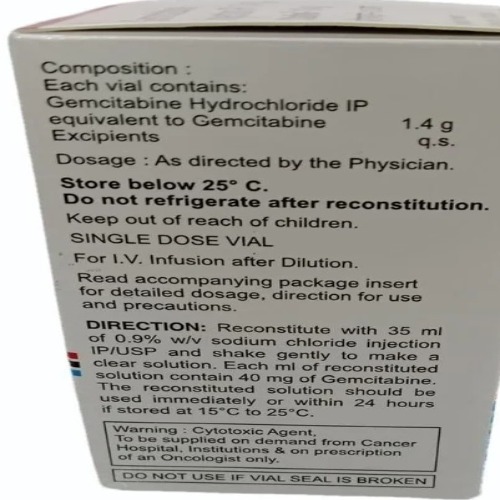 Composition :
Each vial contains:
Gemcitabine Hydrochloride IP
equivalent to Gemcitabine 1.4 g
Excipients q.s.
Dosage : As directed by the Physician.
Store below 25° C.
Do not refrigerate after reconstitution.
Keep out of reach of children.
SINGLE DOSE VIAL
For I.V. Infusion after Dilution.
Read accompanying package insert
for detailed dosage, direction for use
and precautions.
DIRECTION: Reconstitute with 35 ml
of 0.9% w/v sodium chloride injection
IP/USP and shake gently to make a
clear solution. Each ml of reconstituted
solution contain 40 mg of Gemcitabine.
The reconstituted solution should be
used immediately or within 24 hours
if stored at 15°C to 25°C.
Warning : Cytotoxic Agent,
To be supplied on demand from Cancer
Hospital, Institutions & on prescription
of an Oncologist only.
DO NOT USE IF VIAL SEAL IS BROKEN